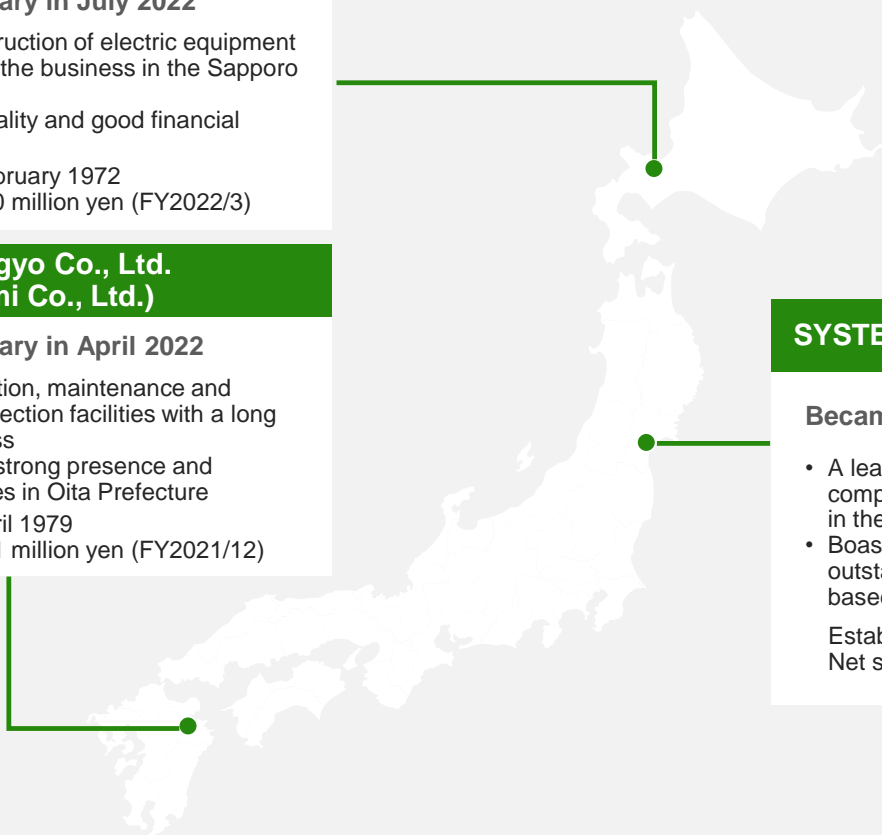 ary in July 2022
ruction of electric equipment
the business in the Sapporo
ality and good financial
bruary 1972
0 million yen (FY2022/3)
gyo Co., Ltd.
mi Co., Ltd.)
ary in April 2022
tion, maintenance and
ection facilities with a long
ss
strong presence and
es in Oita Prefecture
ril 1979
million yen (FY2021/12)
SYSTE
Becam
• A lea
comp
in the
• Boas
outsta
based
Estab
Net s